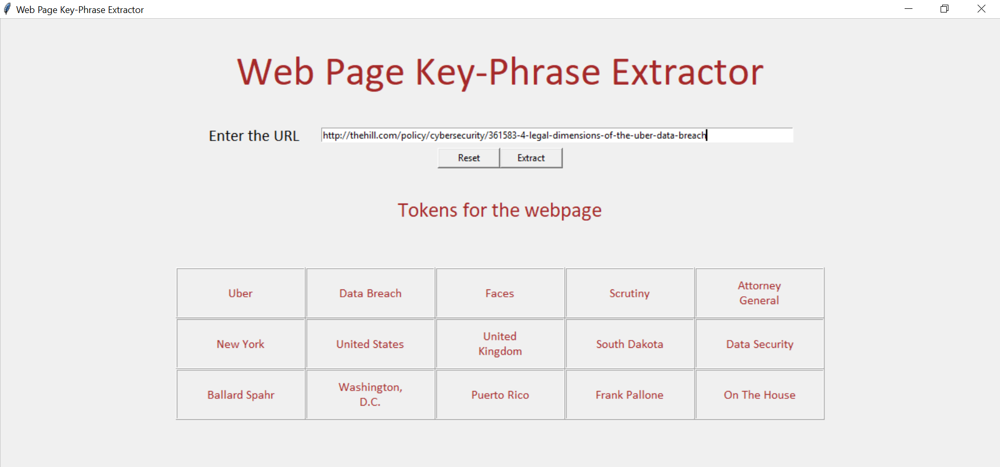 Web Page Key-Phrase Extractor
Web Page Key-Phrase Extractor
Enter the URL
http://thehill.com/policy/cybersecurity/361583-4-legal-dimensions-of-the-uber-data-breach
Reset
Extract
Tokens for the webpage
Uber
Data Breach
Faces
Scrutiny
Attorney
General
New York
United States
United
Kingdom
South Dakota
Data Security
Ballard Spahr
Washington,
D.C.
Puerto Rico
Frank Pallone
On The House